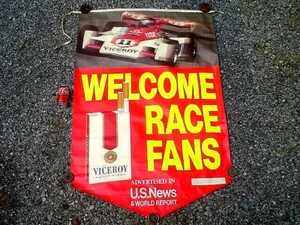 VICEROY
WELCOME
RACE
FANS
VICEROY
ADVERTISED IN
U.S.News
& WORLD REPORT